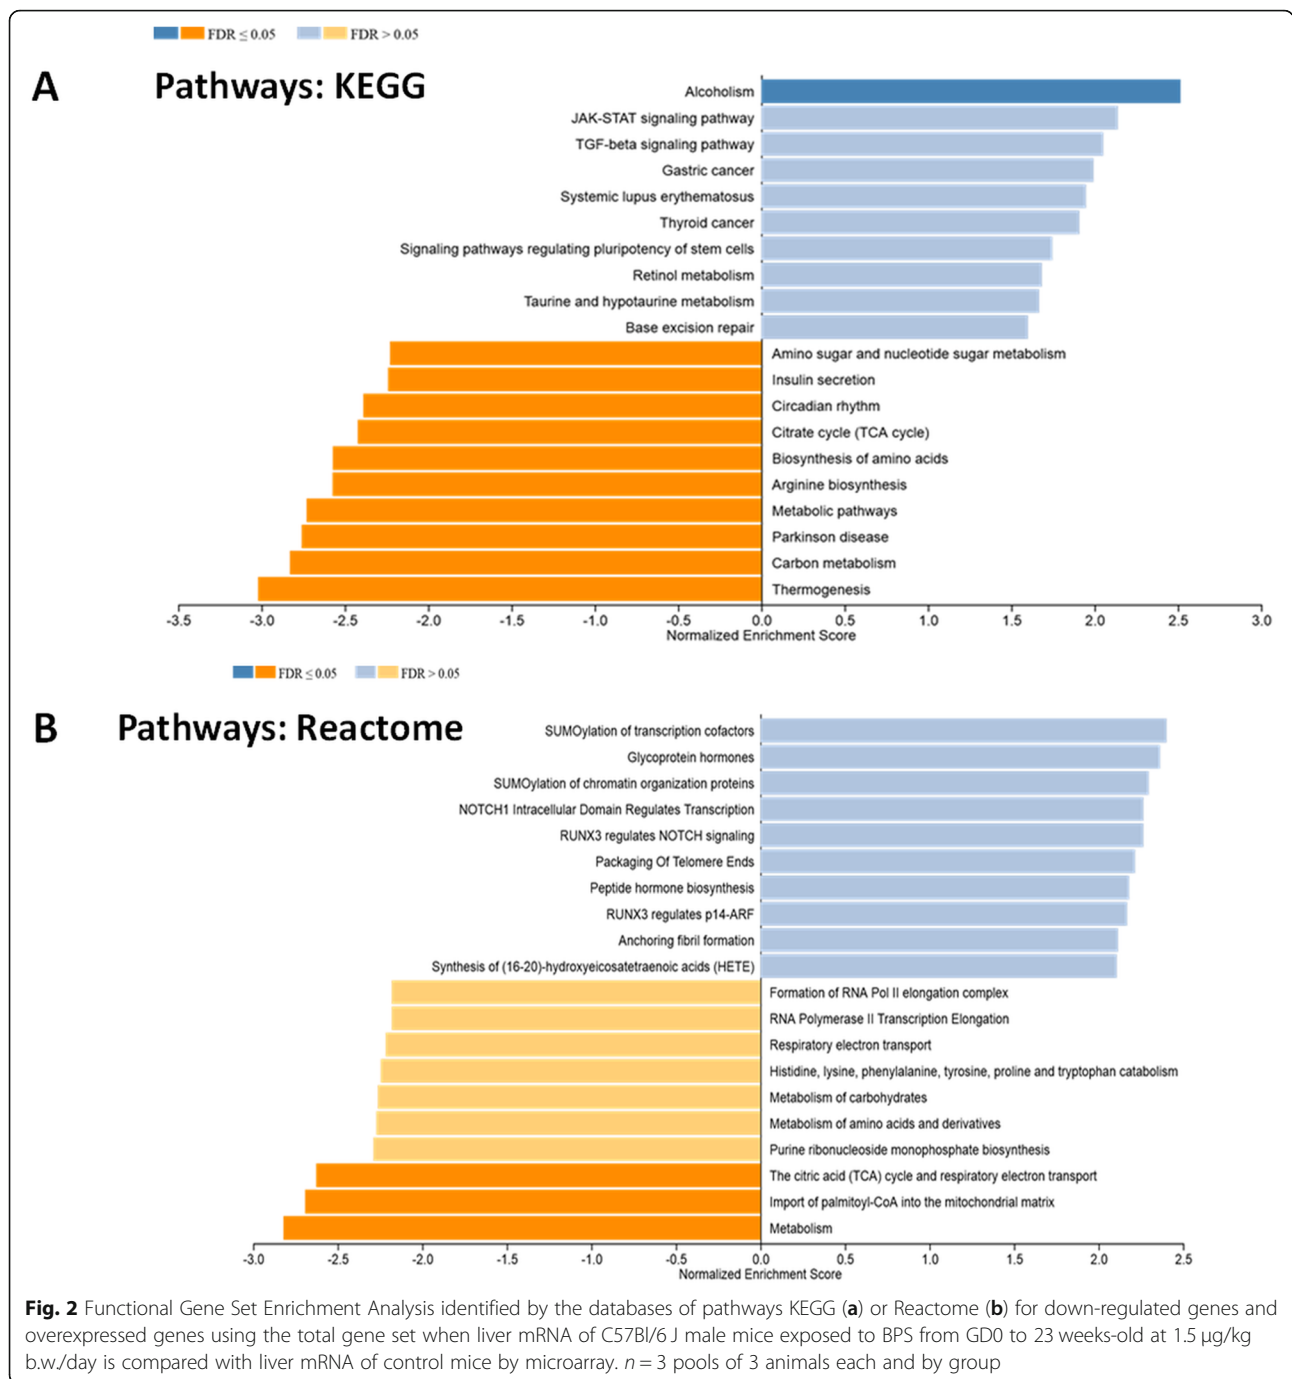 FDR ≤ 0.05 FDR > 0.05
A Pathways: KEGG
Alcoholism
JAK-STAT signaling pathway
TGF-beta signaling pathway
Gastric cancer
Systemic lupus erythematosus
Thyroid cancer
Signaling pathways regulating pluripotency of stem cells
Retinol metabolism
Taurine and hypotaurine metabolism
Base excision repair
Amino sugar and nucleotide sugar metabolism
Insulin secretion
Circadian rhythm
Citrate cycle (TCA cycle)
Biosynthesis of amino acids
Arginine biosynthesis
Metabolic pathways
Parkinson disease
Carbon metabolism
Thermogenesis
-3.5 -3.0 -2.5 -2.0 -1.5 -1.0 -0.5 0.0 0.5 1.0 1.5 2.0 2.5 3.0
Normalized Enrichment Score
FDR ≤ 0.05 FDR > 0.05
B Pathways: Reactome
SUMOylation of transcription cofactors
Glycoprotein hormones
SUMOylation of chromatin organization proteins
NOTCH1 Intracellular Domain Regulates Transcription
RUNX3 regulates NOTCH signaling
Packaging Of Telomere Ends
Peptide hormone biosynthesis
RUNX3 regulates p14-ARF
Anchoring fibril formation
Synthesis of (16-20)-hydroxyeicosatetraenoic acids (HETE)
Formation of RNA Pol II elongation complex
RNA Polymerase II Transcription Elongation
Respiratory electron transport
Histidine, lysine, phenylalanine, tyrosine, proline and tryptophan catabolism
Metabolism of carbohydrates
Metabolism of amino acids and derivatives
Purine ribonucleoside monophosphate biosynthesis
The citric acid (TCA) cycle and respiratory electron transport
Import of palmitoyl-CoA into the mitochondrial matrix
Metabolism
-3.0 -2.5 -2.0 -1.5 -1.0 -0.5 0.0 0.5 1.0 1.5 2.0 2.5
Normalized Enrichment Score
Fig. 2 Functional Gene Set Enrichment Analysis identified by the databases of pathways KEGG (a) or Reactome (b) for down-regulated genes and
overexpressed genes using the total gene set when liver mRNA of C57Bl/6 J male mice exposed to BPS from GD0 to 23 weeks-old at 1.5 μg/kg
b.w./day is compared with liver mRNA of control mice by microarray. n = 3 pools of 3 animals each and by group